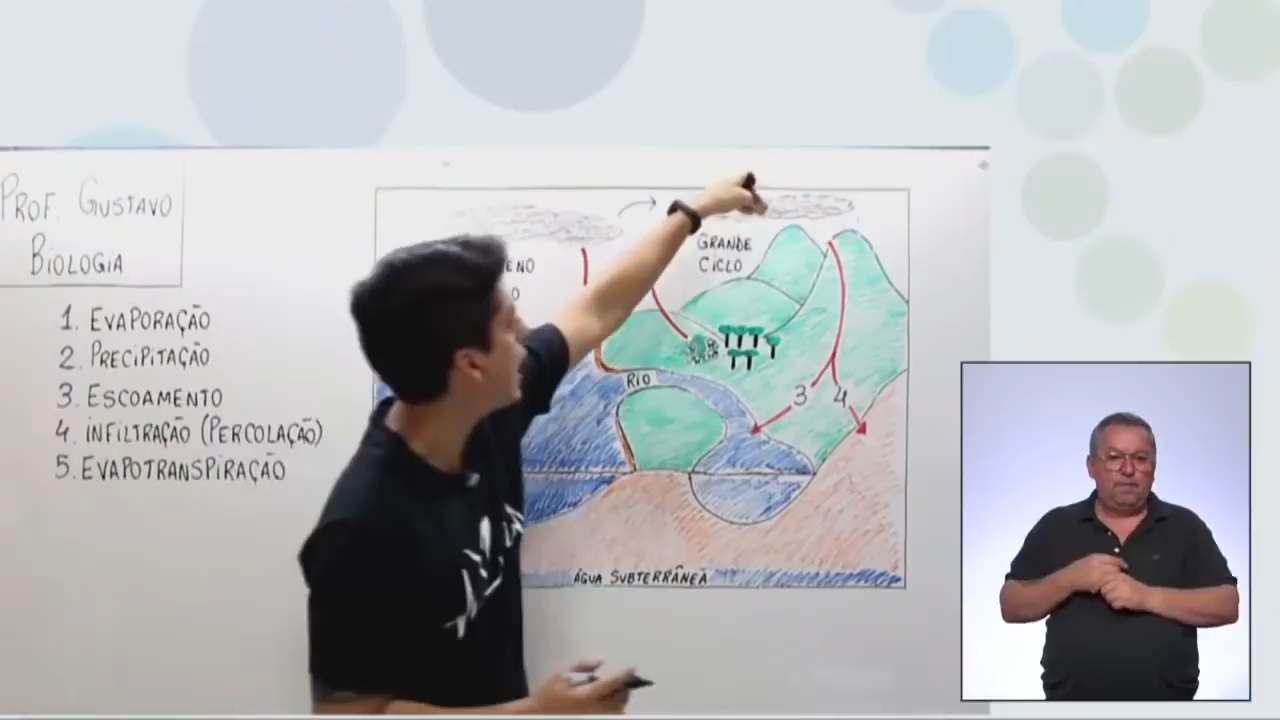 PROF. GUSTAVO
BIOLOGIA
1. EVAPORAÇÃO
2. PRECIPITAÇÃO
3. ESCOAMENTO
4. INFILTRAÇÃO (PERCOLAÇÃO)
5. EVAPOTRANSPIRAÇÃO
GRANDE
CICLO
RIO
3 4
ÁGUA SUBTERRÂNEA